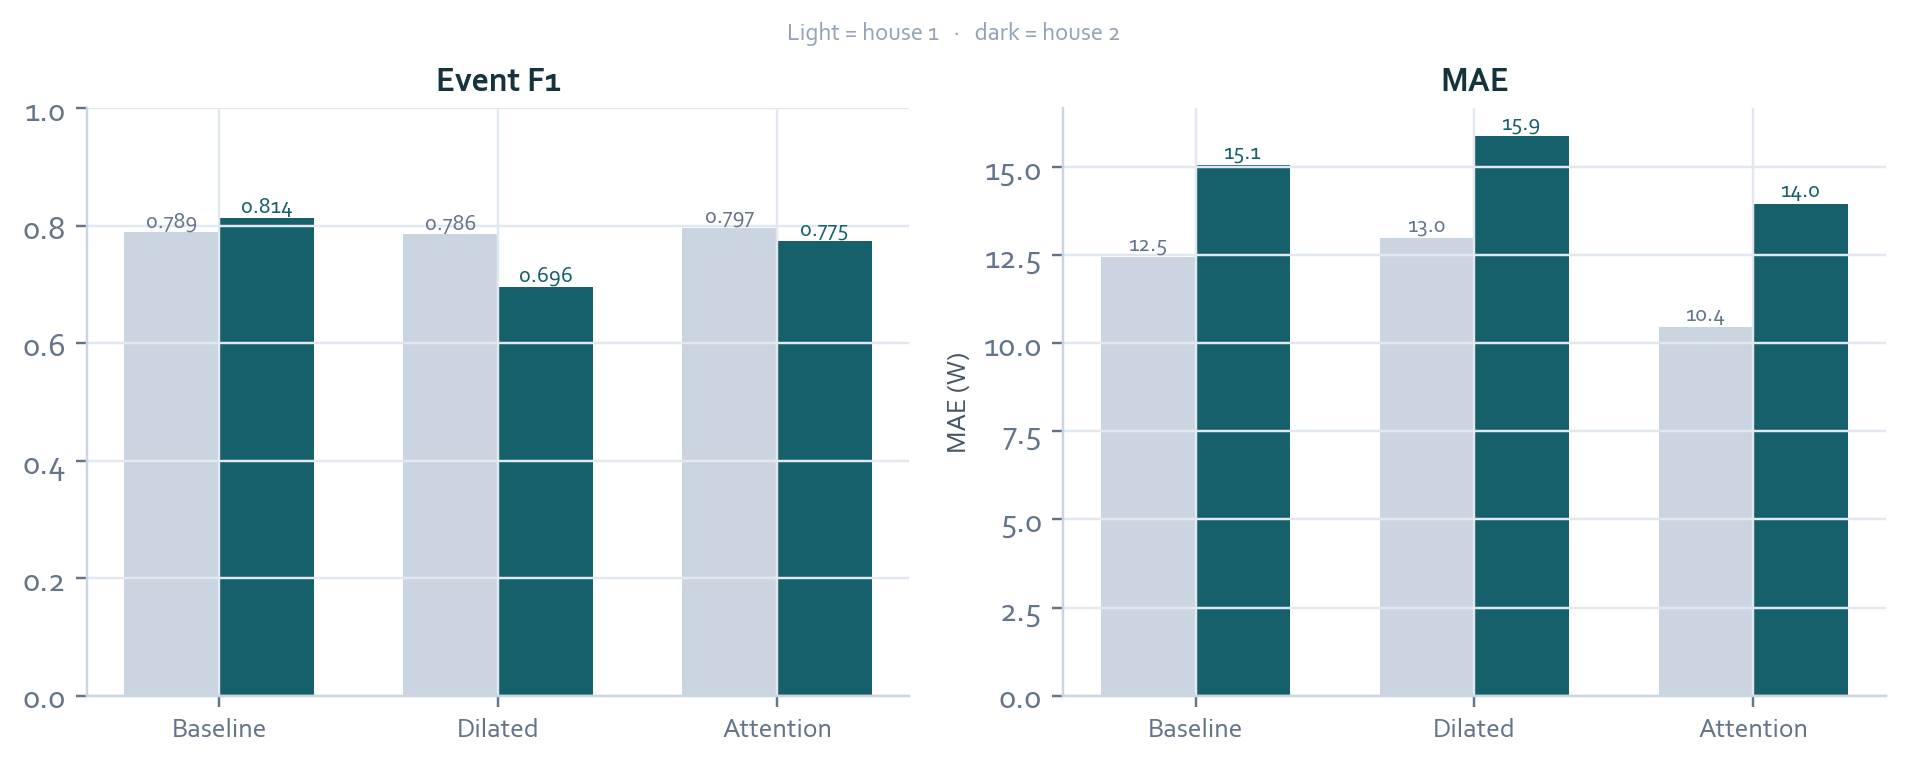 Light = house 1 · dark = house 2
Event F1
1.0
0.8
0.6
0.4
0.2
0.0
0.789
0.814
0.786
0.696
0.797
0.775
Baseline
Dilated
Attention
MAE
MAE (W)
15.0
12.5
10.0
7.5
5.0
2.5
0.0
12.5
15.1
13.0
15.9
10.4
14.0
Baseline
Dilated
Attention